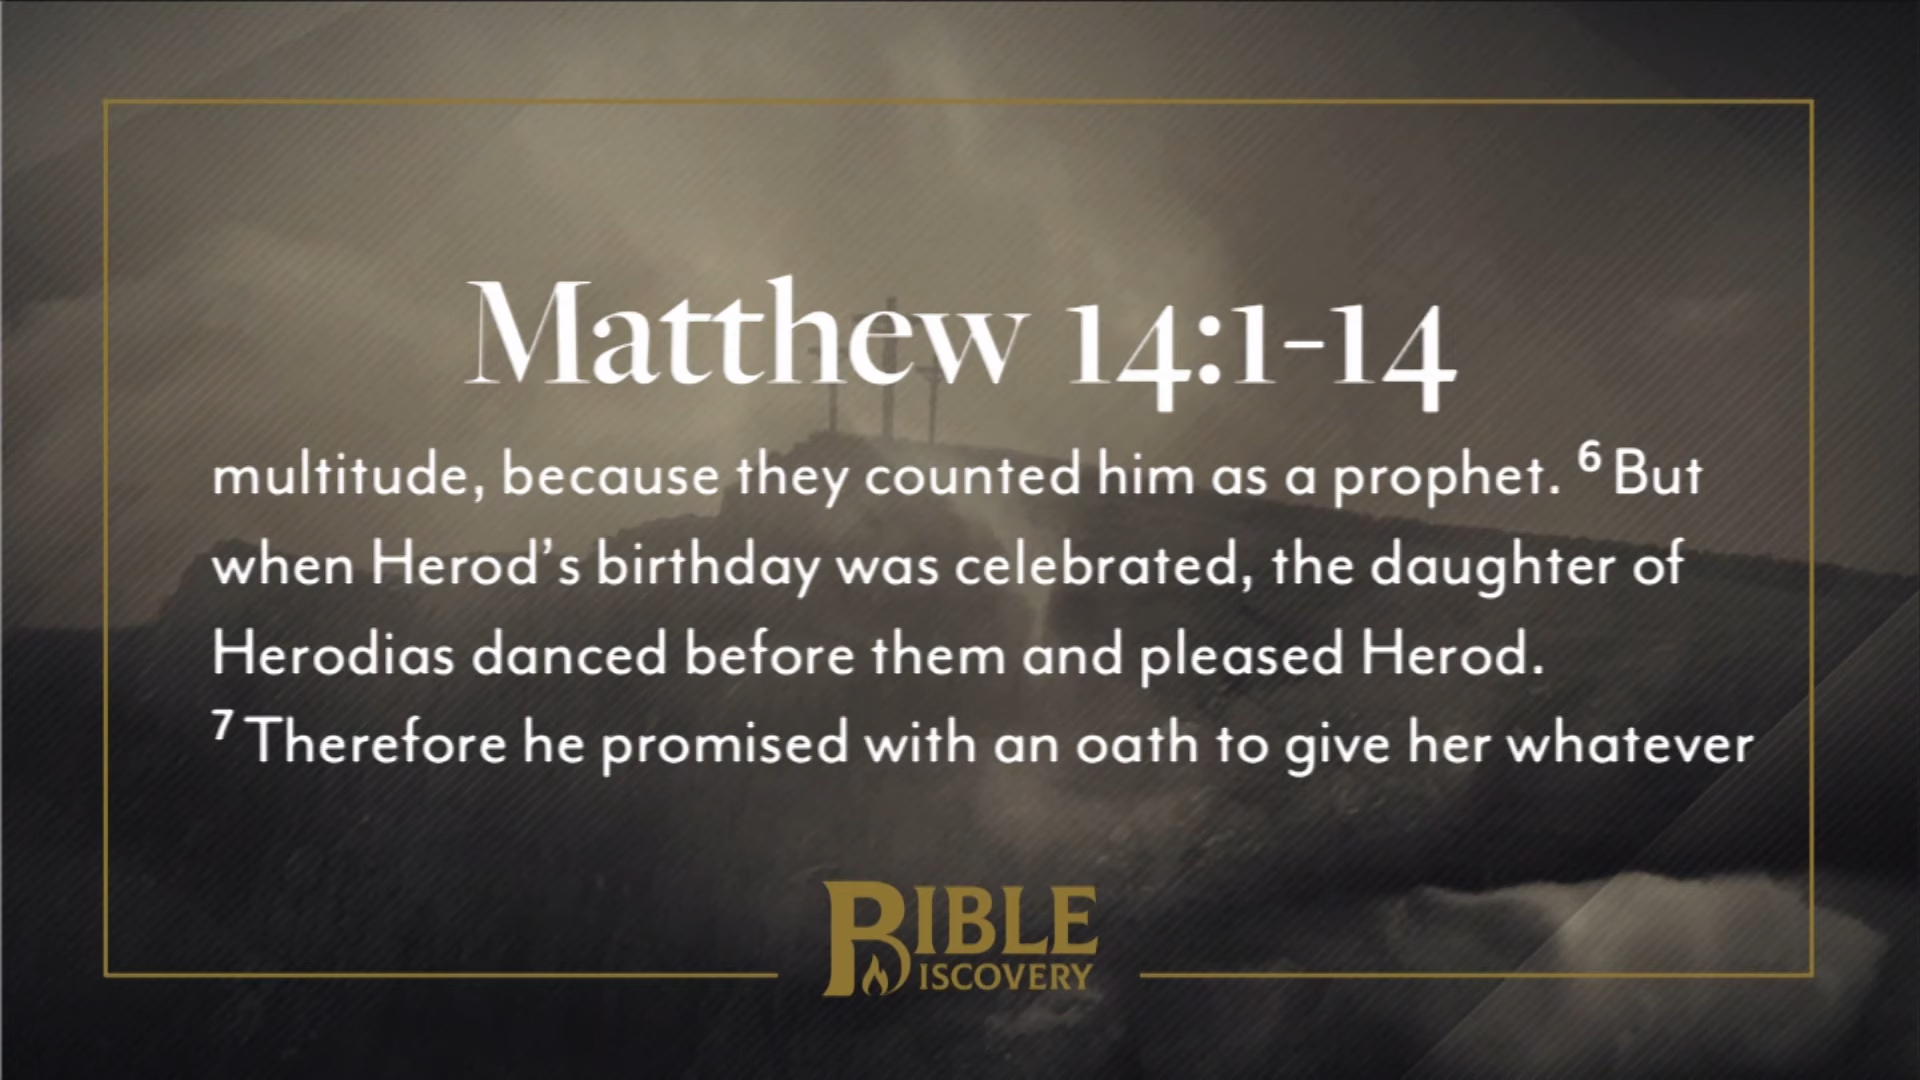 Matthew 14:1-14
multitude, because they counted him as a prophet. 6 But
when Herod’s birthday was celebrated, the daughter of
Herodias danced before them and pleased Herod.
7 Therefore he promised with an oath to give her whatever
BIBLE
DISCOVERY